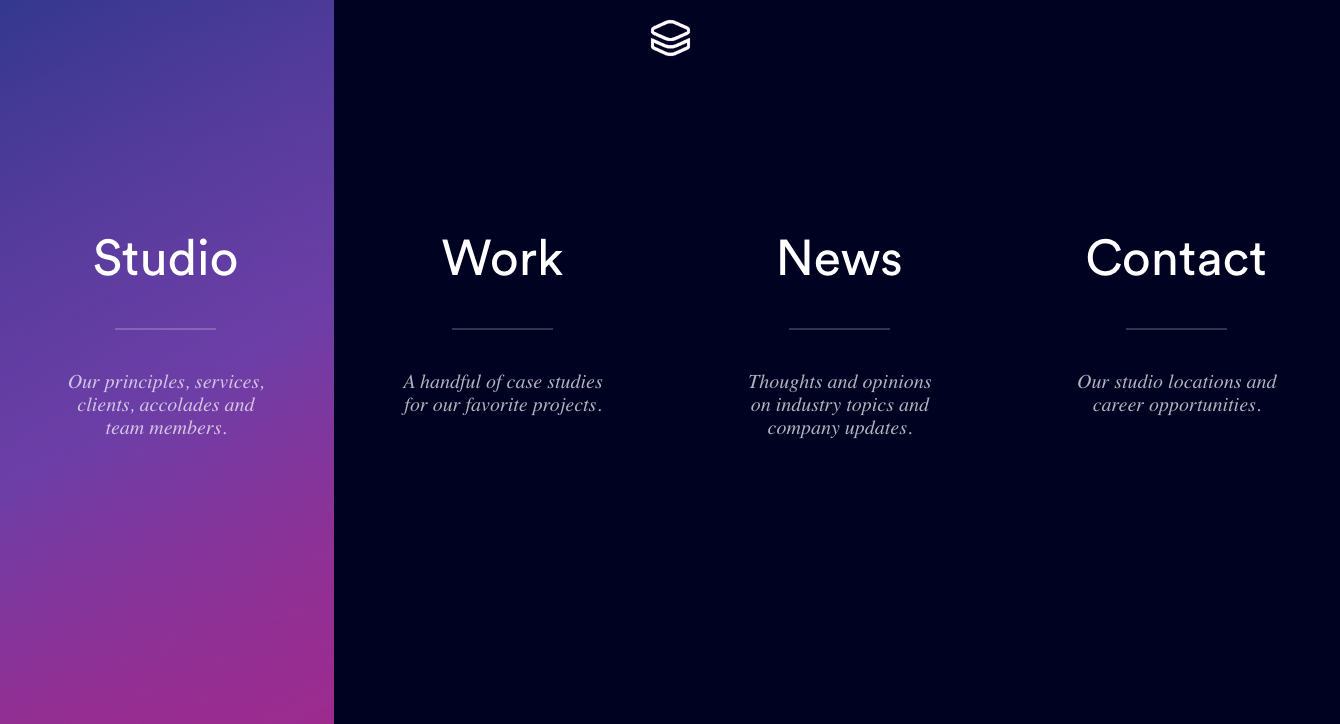 Studio
Our principles, services,
clients, accolades and
team members.
Work
A handful of case studies
for our favorite projects.
News
Thoughts and opinions
on industry topics and
company updates.
Contact
Our studio locations and
career opportunities.